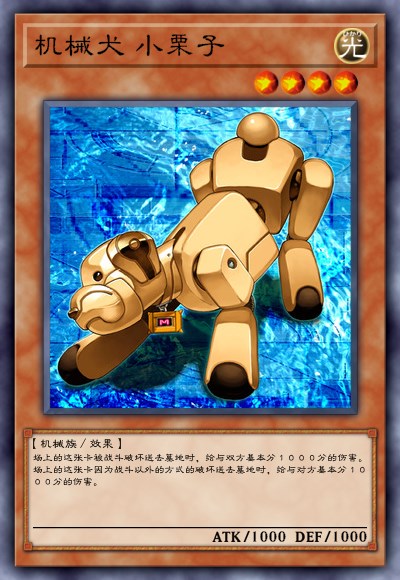 机械犬 小栗子
光
ひかり
【机械族／效果】
场上的这张卡被战斗破坏送去墓地时，给与双方基本分１０００分的伤害。
场上的这张卡因为战斗以外的方式的破坏送去墓地时，给与对方基本分１０
００分的伤害。
ATK/1000 DEF/1000
M